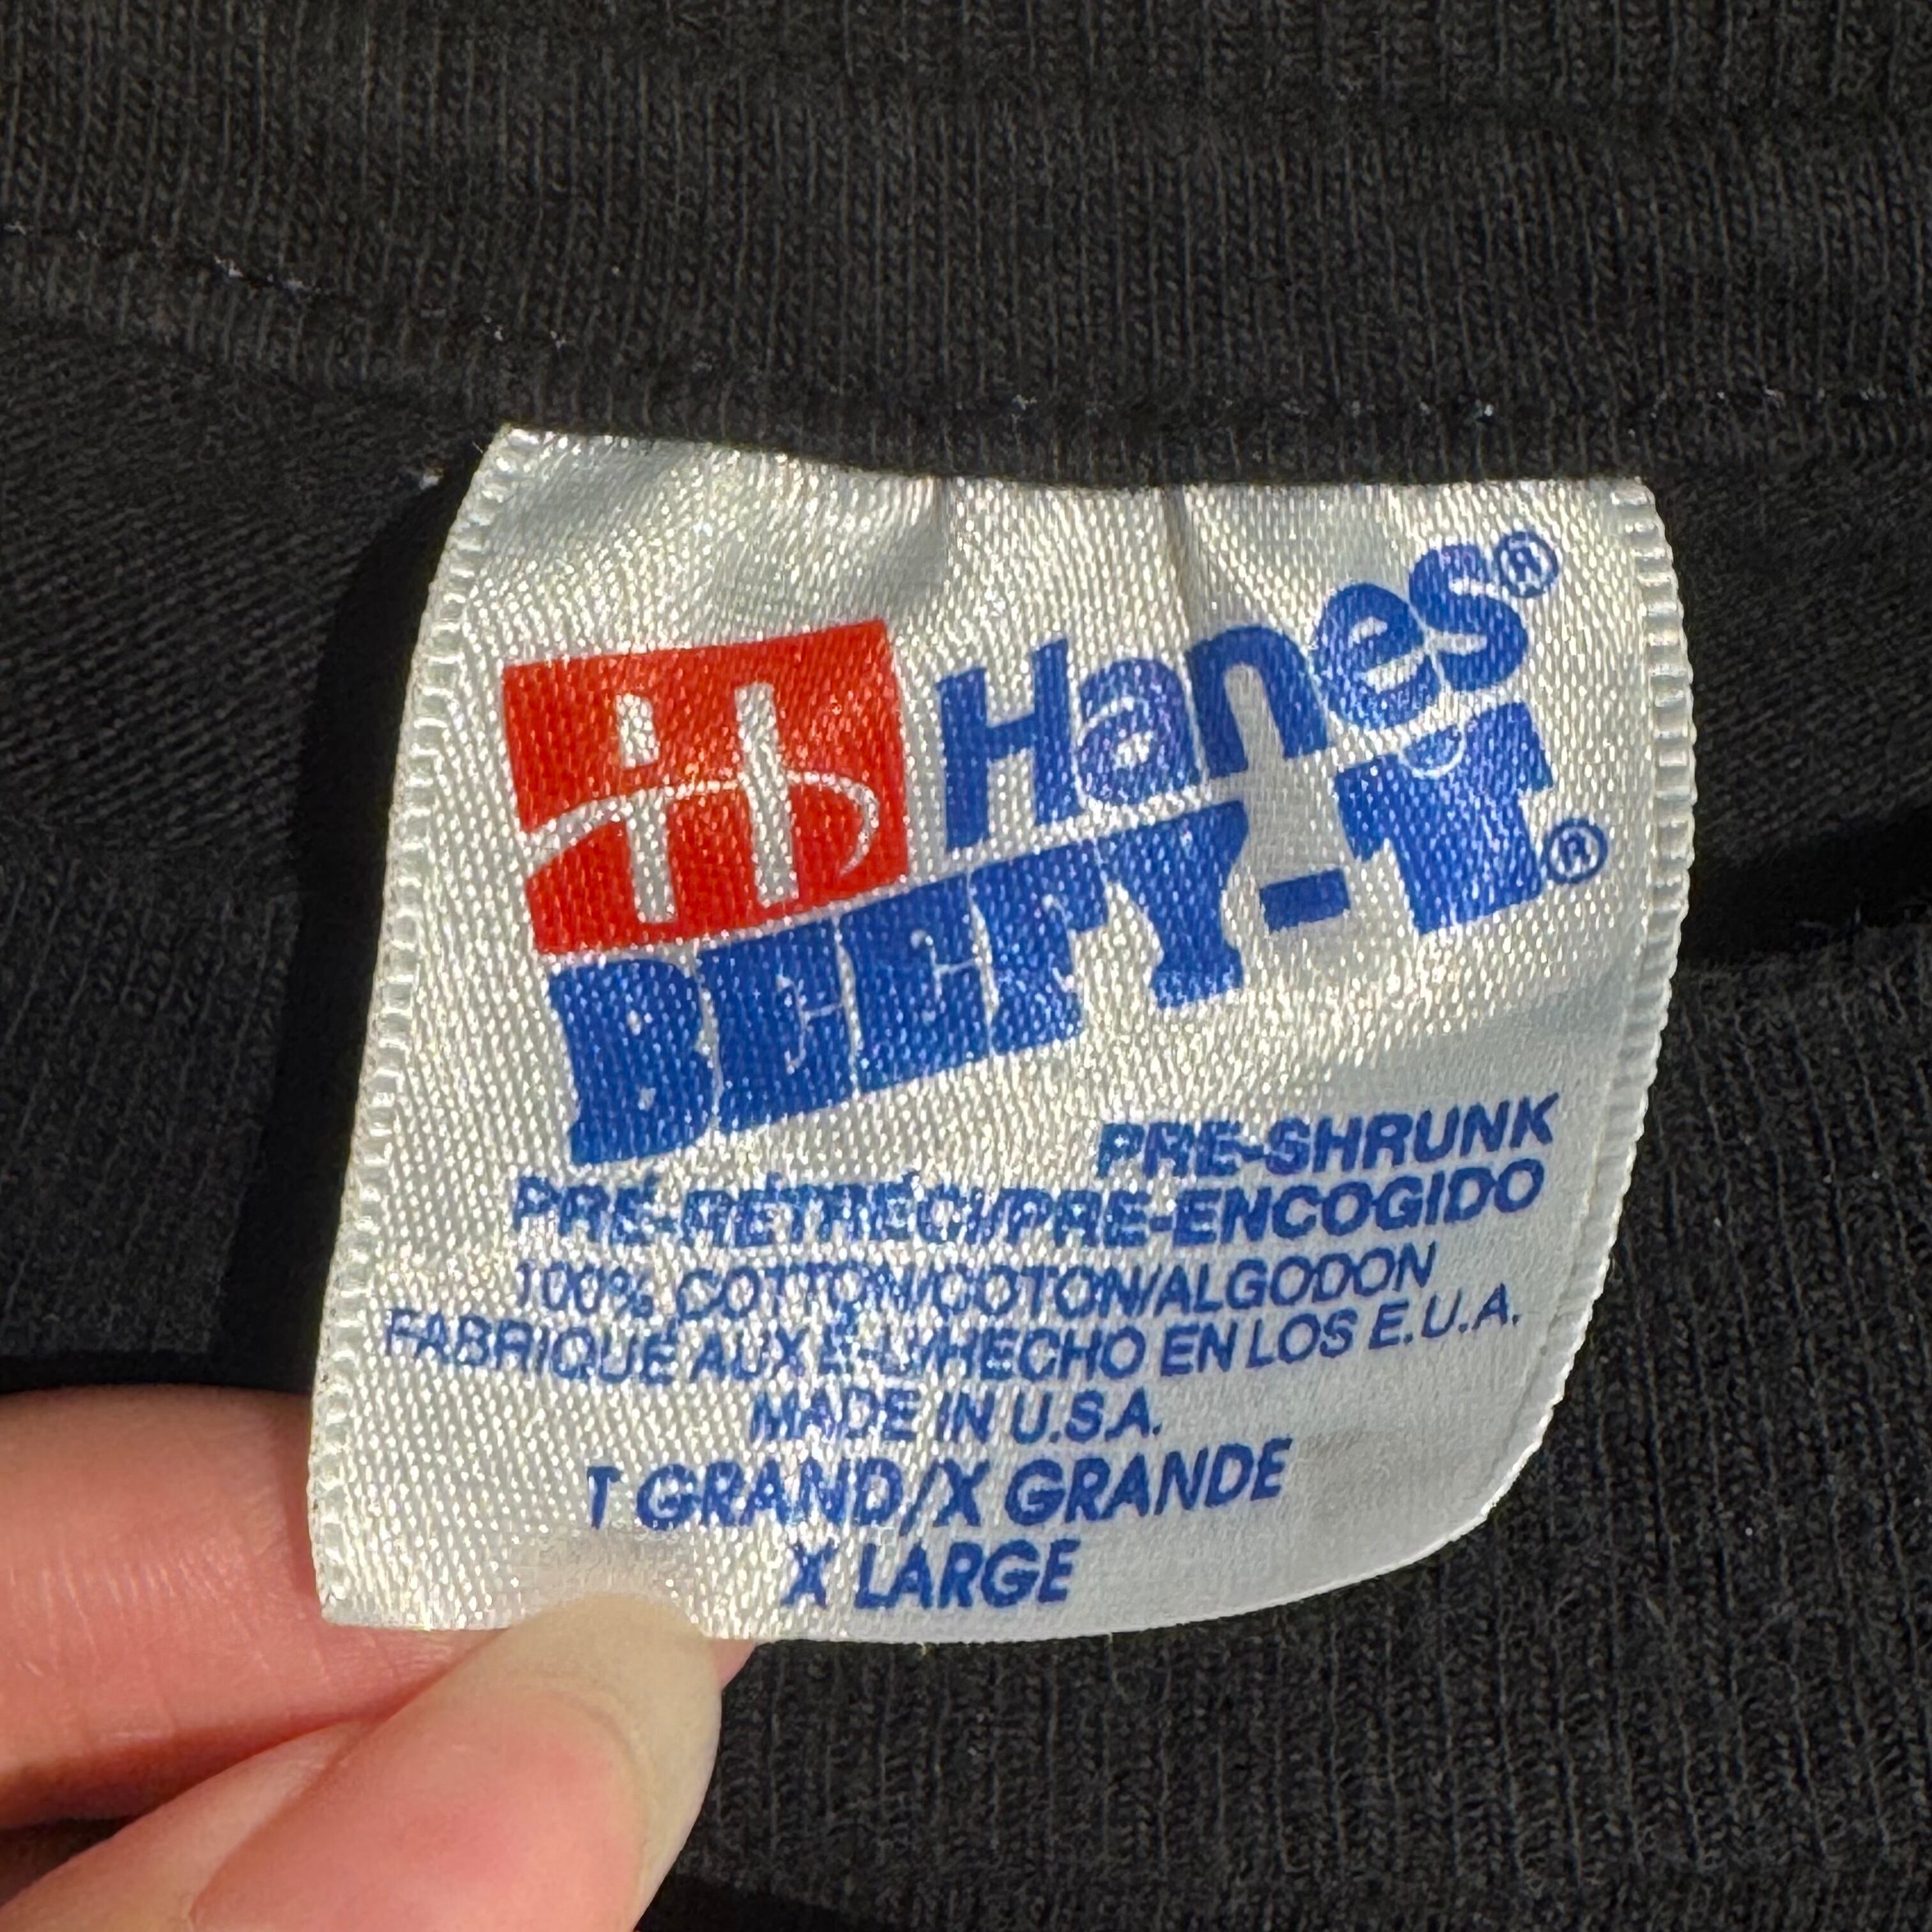 H Hanes®
BEEFY-T®
PRE-SHRUNK
PRÉ-RÉTRÉCI/PRE-ENCOGIDO
100% COTTON/COTON/ALGODON
FABRIQUÉ AUX É-U/HECHO EN LOS E.U.A.
MADE IN U.S.A.
T GRAND/X GRANDE
X LARGE